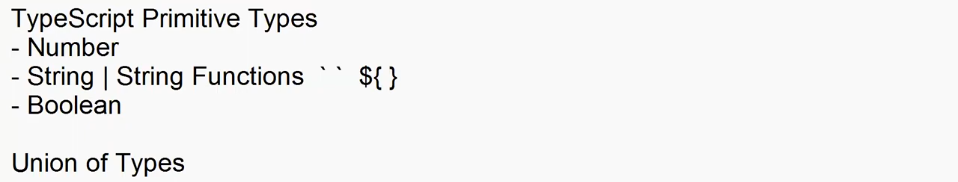 TypeScript Primitive Types
- Number
- String | String Functions ` ` ${ }
- Boolean
Union of Types